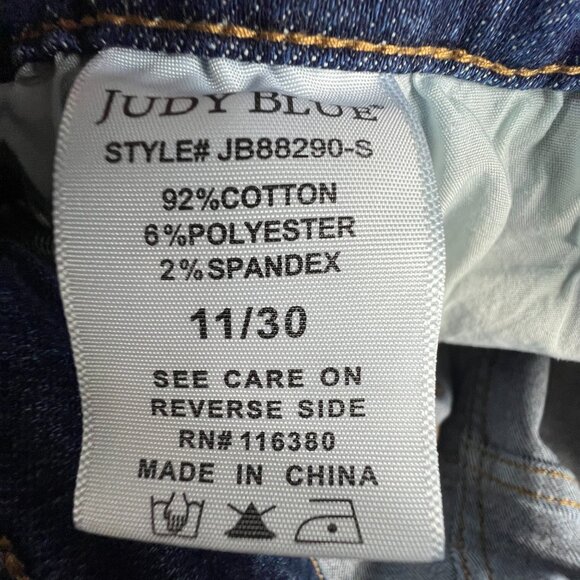 JUDY BLUE™
STYLE# JB88290-S
92%COTTON
6%POLYESTER
2%SPANDEX
11/30
SEE CARE ON
REVERSE SIDE
RN# 116380
MADE IN CHINA